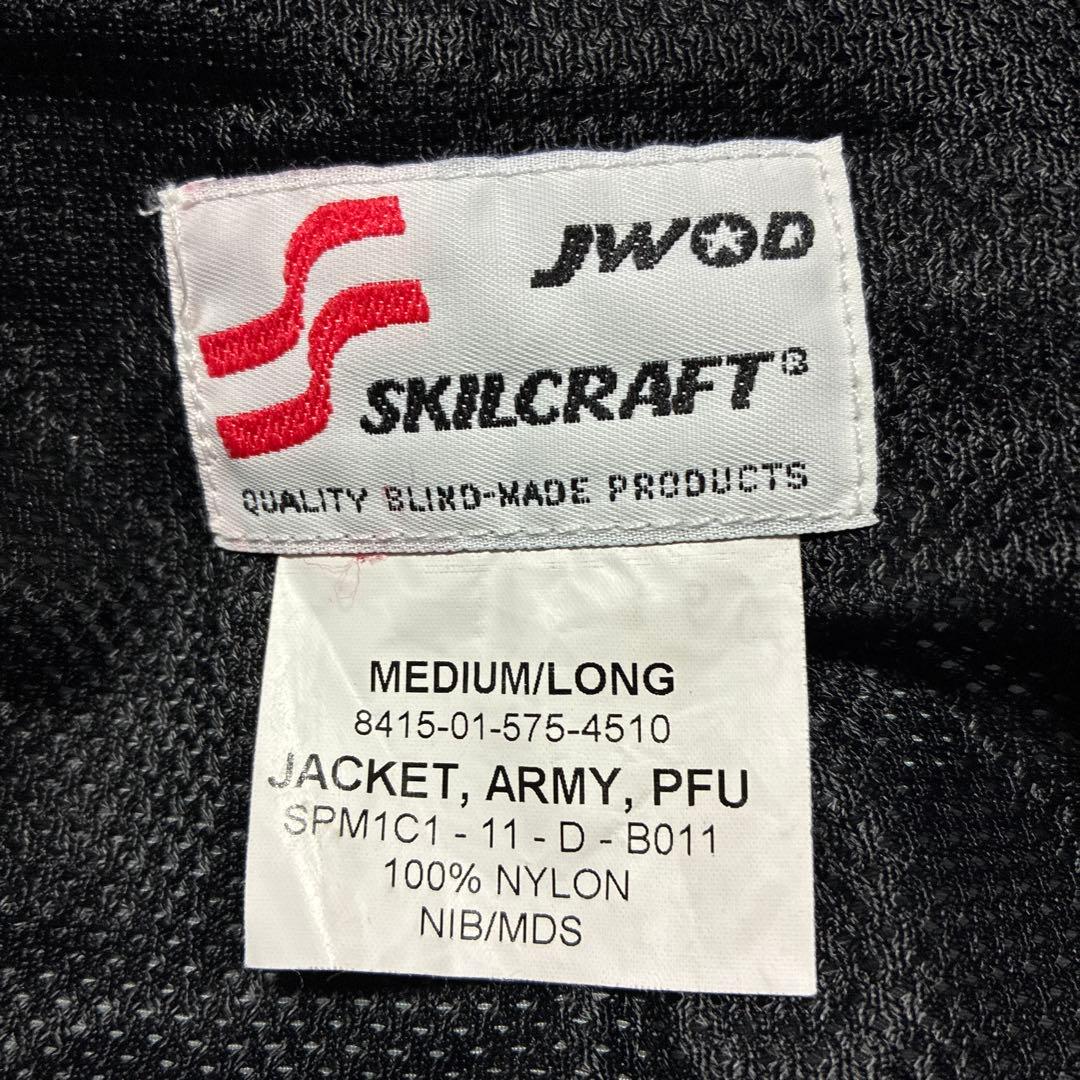 JWOD
SKILCRAFT®
QUALITY BLIND-MADE PRODUCTS
MEDIUM/LONG
8415-01-575-4510
JACKET, ARMY, PFU
SPM1C1 - 11 - D - B011
100% NYLON
NIB/MDS